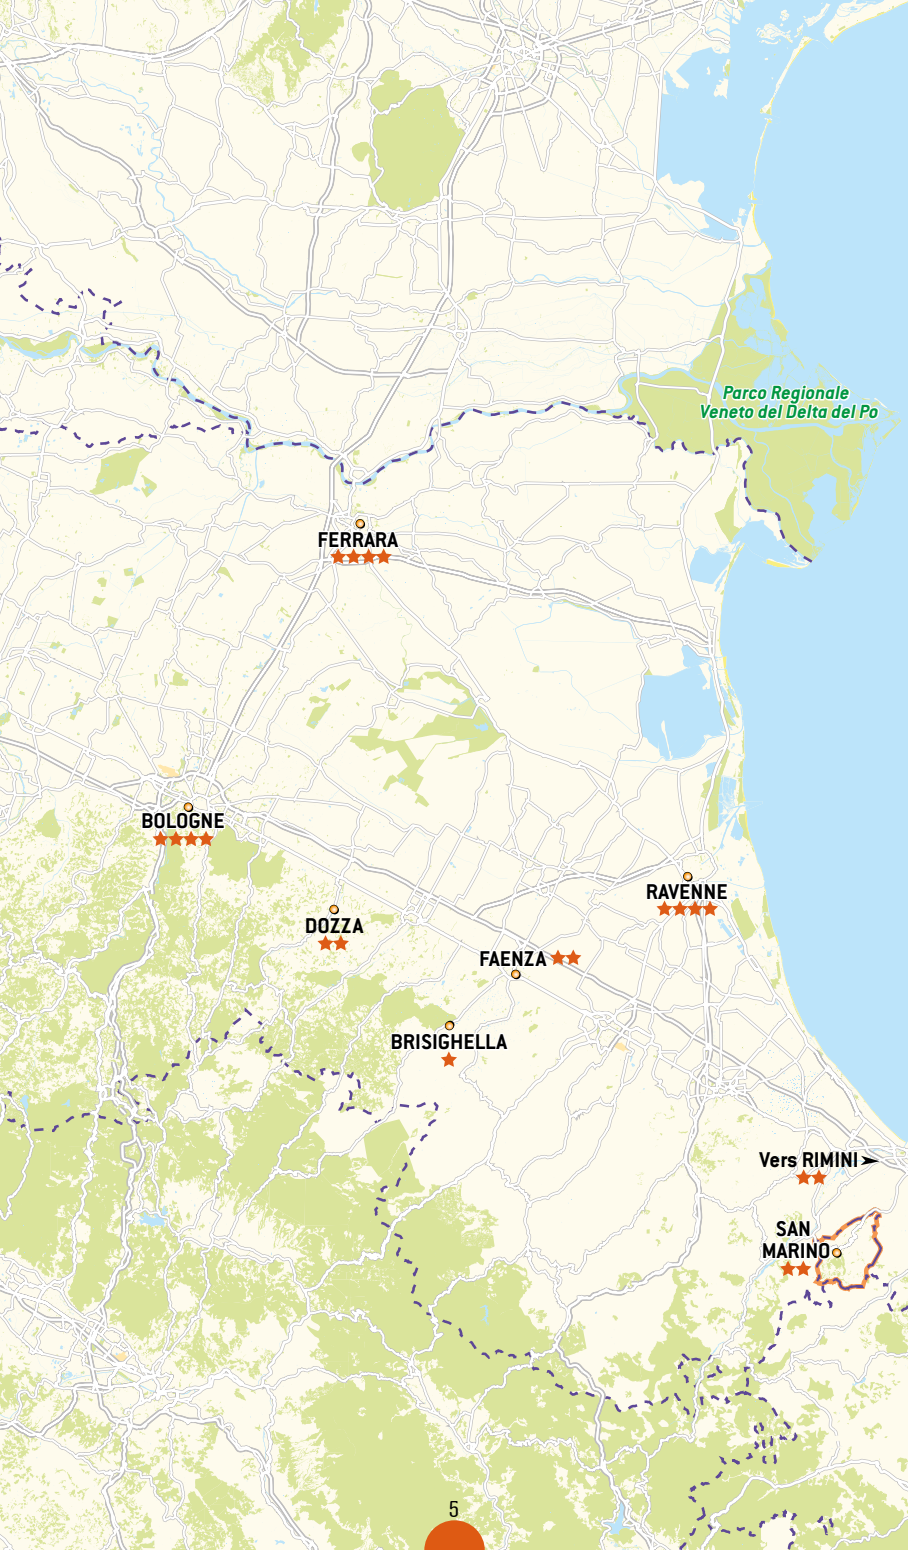 Parco Regionale
Veneto del Delta del Po
FERRARA
BOLOGNE
RAVENNE
DOZZA
FAENZA
BRISIGHELLA
Vers RIMINI
SAN
MARINO
5